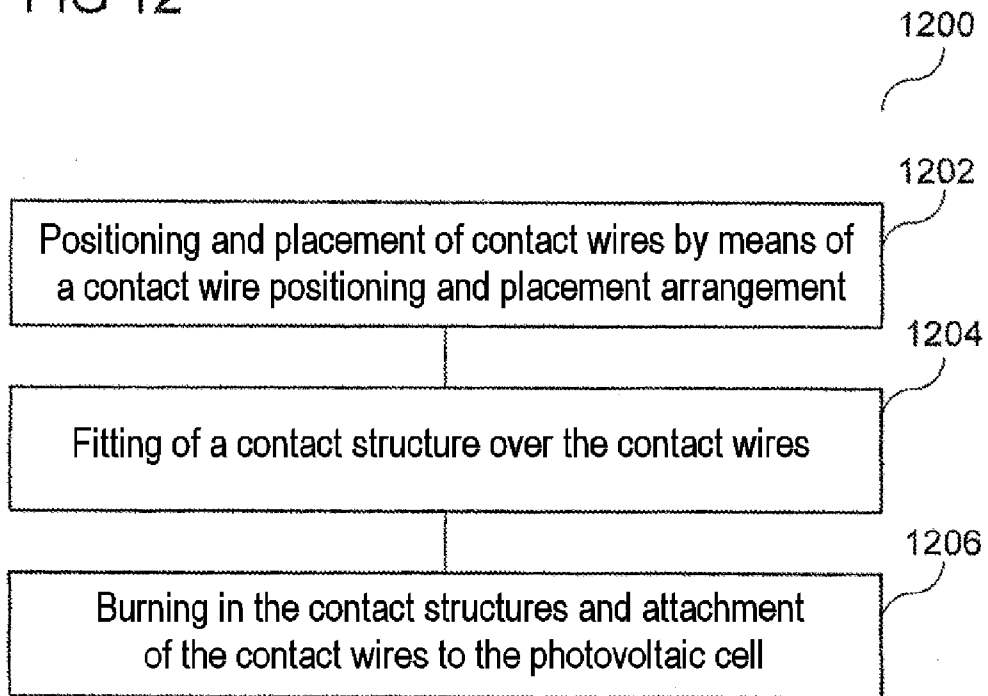 FIG 12
1200
1202
Positioning and placement of contact wires by means of
a contact wire positioning and placement arrangement
1204
Fitting of a contact structure over the contact wires
1206
Burning in the contact structures and attachment
of the contact wires to the photovoltaic cell